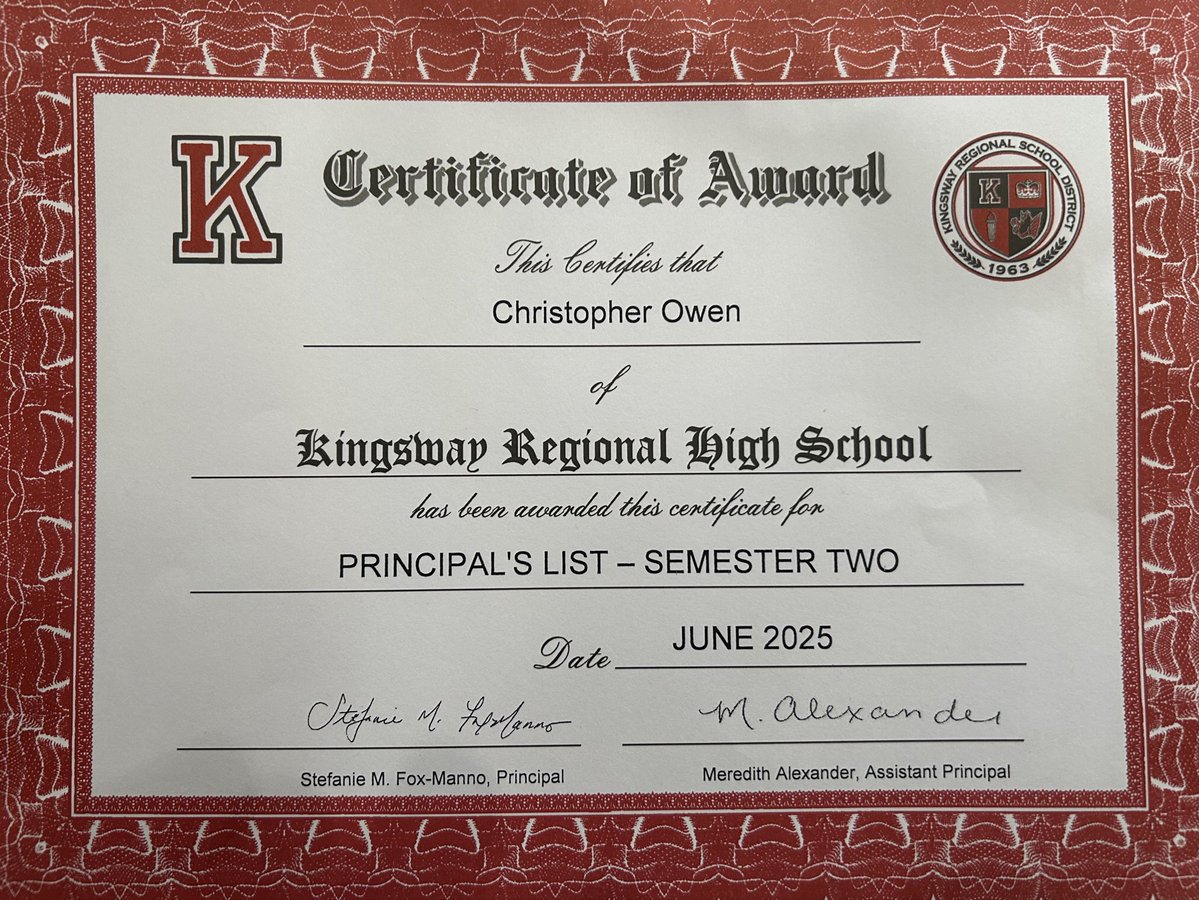 K
Certificate of Award
KINGSWAY REGIONAL SCHOOL DISTRICT
K
1963
This Certifies that
Christopher Owen
of
Kingsway Regional High School
has been awarded this certificate for
PRINCIPAL'S LIST – SEMESTER TWO
Date JUNE 2025
Stefanie M. Fox-Manno
M. Alexander
Stefanie M. Fox-Manno, Principal
Meredith Alexander, Assistant Principal